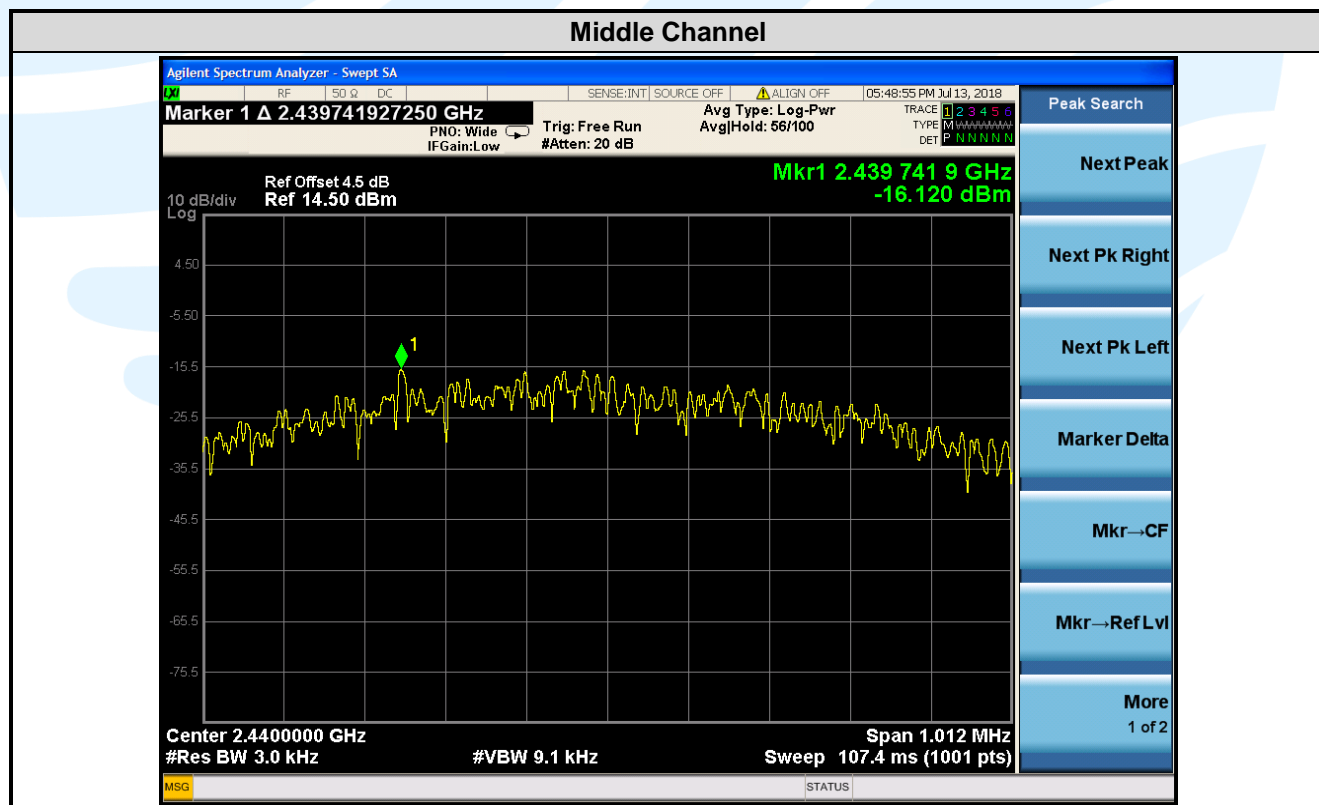 Middle Channel
Agilent Spectrum Analyzer - Swept SA
LXI RF 50 Ω DC SENSE:INT SOURCE OFF ALIGN OFF 05:48:55 PM Jul 13, 2018
Marker 1 Δ 2.439741927250 GHz
PNO: Wide
IFGain:Low
Trig: Free Run
#Atten: 20 dB
Avg Type: Log-Pwr
Avg|Hold: 56/100
TRACE 1 2 3 4 5 6
TYPE M WWWWW
DET P N N N N N
Mkr1 2.439 741 9 GHz
-16.120 dBm
Ref Offset 4.5 dB
10 dB/div Ref 14.50 dBm
Log
4.50
-5.50
1
-15.5
-25.5
-35.5
-45.5
-55.5
-65.5
-75.5
Center 2.4400000 GHz Span 1.012 MHz
#Res BW 3.0 kHz #VBW 9.1 kHz Sweep 107.4 ms (1001 pts)
MSG STATUS
Peak Search
Next Peak
Next Pk Right
Next Pk Left
Marker Delta
Mkr→CF
Mkr→Ref Lvl
More
1 of 2